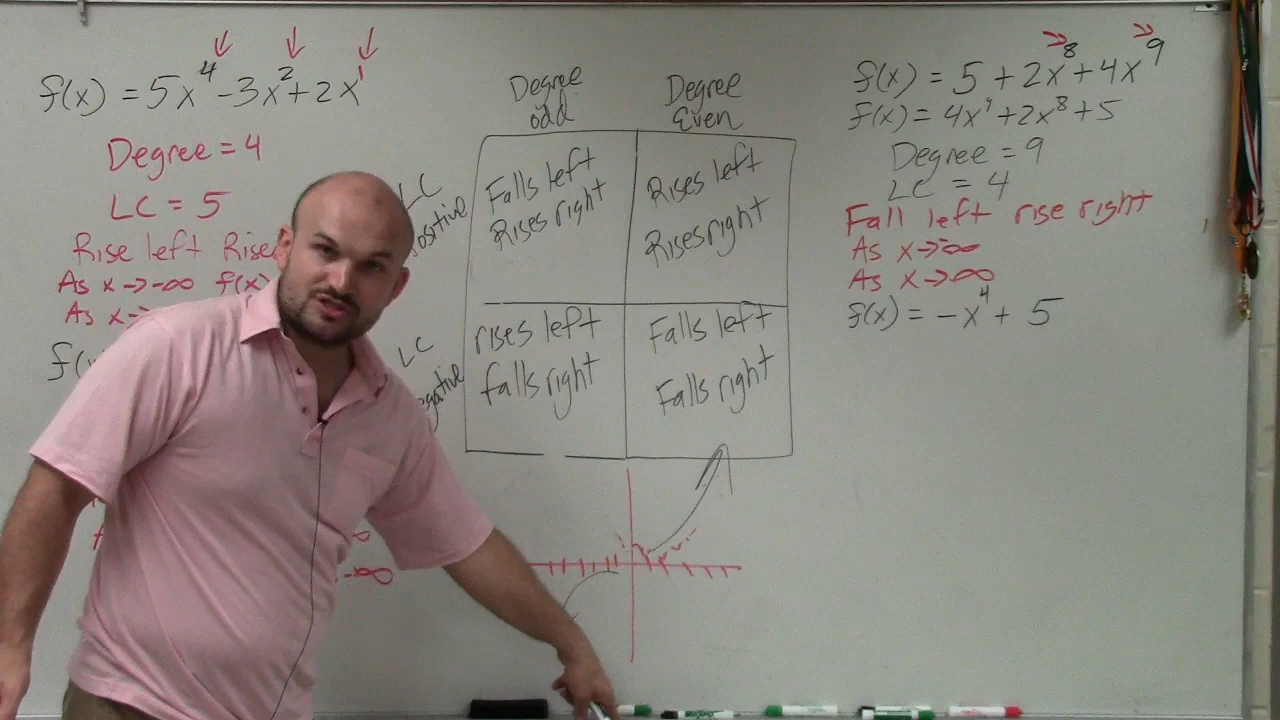 f(x) = 5x⁴ - 3x² + 2x¹
Degree = 4
LC = 5
Rise left Rise
As x → -∞ f(x)
As x →
-∞
Degree odd
Degree Even
LC positive
Falls left
Rises right
Rises left
Rises right
LC
rises left
falls right
Falls left
Falls right
f(x) = 5 + 2x⁸ + 4x⁹
f(x) = 4x⁹ + 2x⁸ + 5
Degree = 9
LC = 4
Fall left rise right
As x → -∞
As x → ∞
f(x) = -x⁴ + 5